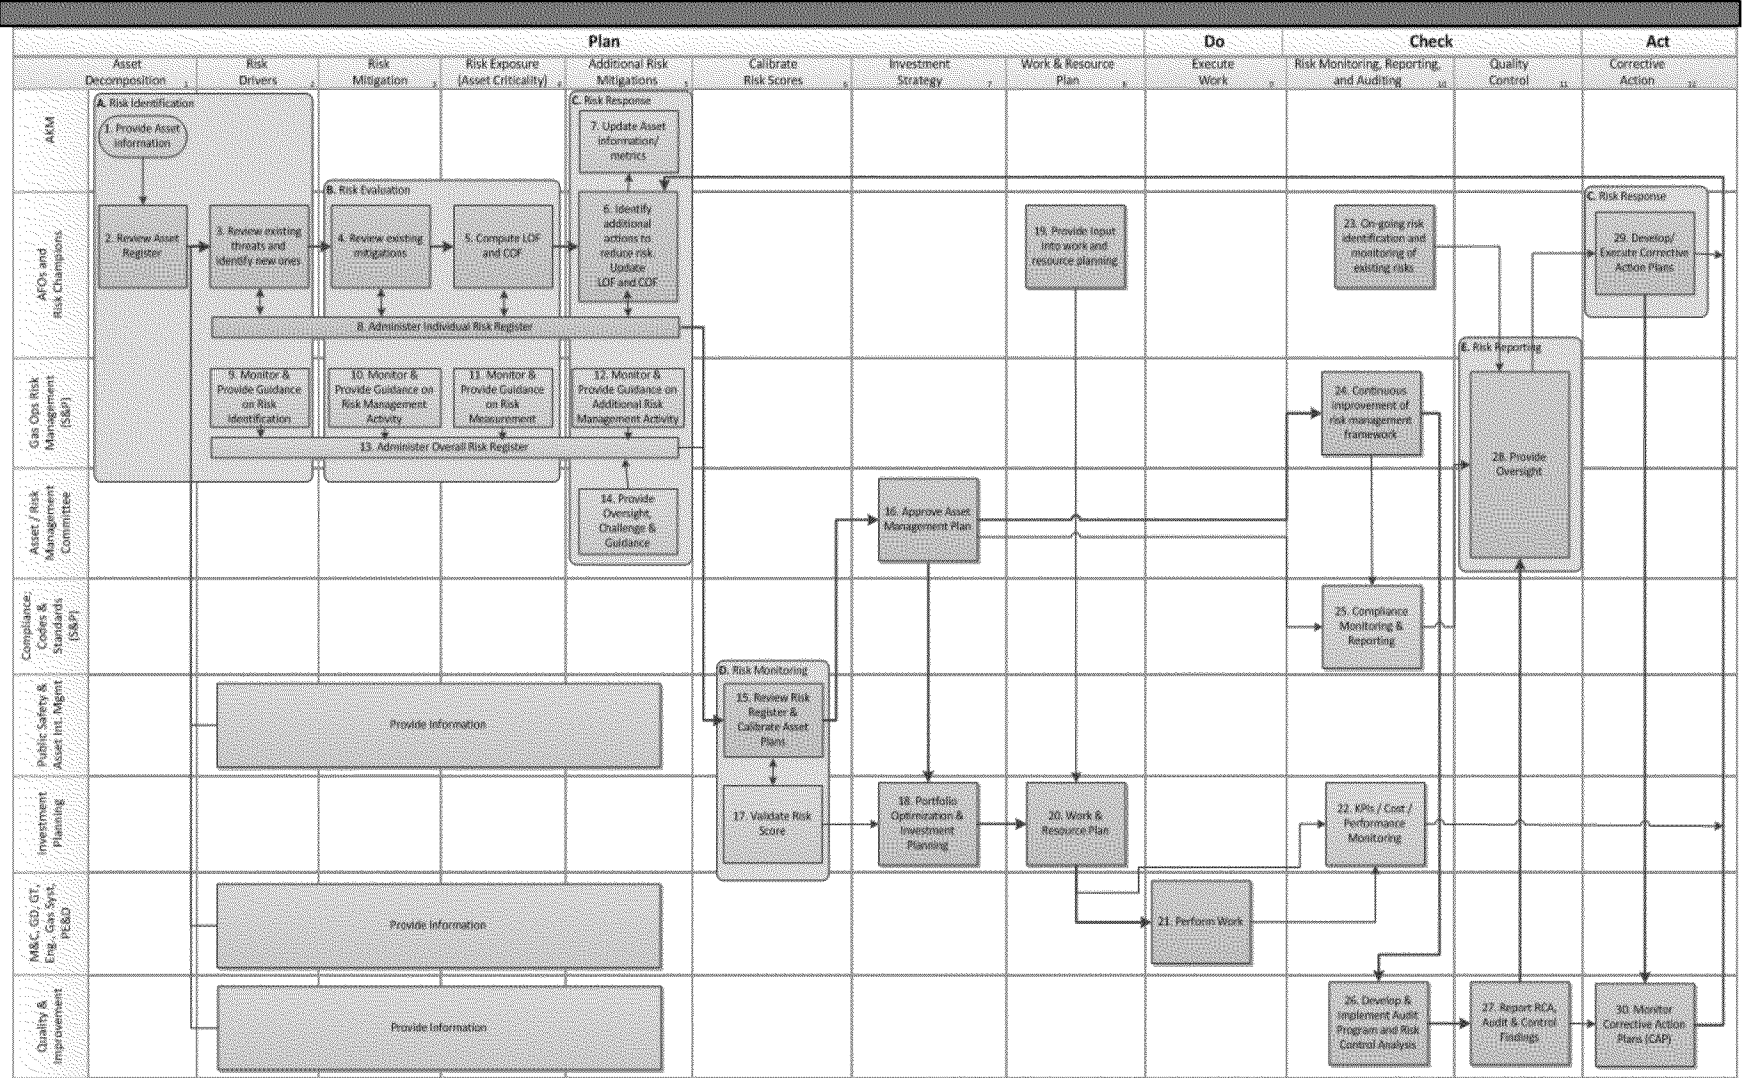 Plan
Do
Check
Act
Asset
Decomposition 1
Risk
Drivers 2
Risk
Mitigation 3
Risk Exposure
(Asset Criticality) 4
Additional Risk
Mitigations 5
Calibrate
Risk Scores 6
Investment
Strategy 7
Work & Resource
Plan 8
Execute
Work 9
Risk Monitoring, Reporting,
and Auditing 10
Quality
Control 11
Corrective
Action 12
AKM
A. Risk Identification
1. Provide Asset
information
C. Risk Response
7. Update Asset
information/
metrics
AFOs and
Risk Champions
B. Risk Evaluation
2. Review Asset
Register
3. Review existing
threats and
identify new ones
4. Review existing
mitigations
5. Compute LOF
and COF
6. Identify
additional
actions to
reduce risk
Update
LOF and COF
19. Provide Input
into work and
resource planning
23. On-going risk
identification and
monitoring of
existing risks
C. Risk Response
29. Develop/
Execute Corrective
Action Plans
8. Administer Individual Risk Register
E. Risk Reporting
Gas Ops Risk
Management
(S&P)
9. Monitor &
Provide Guidance
on Risk
Identification
10. Monitor &
Provide Guidance on
Risk Management
Activity
11. Monitor &
Provide Guidance
on Risk
Measurement
12. Monitor &
Provide Guidance on
Additional Risk
Management Activity
24. Continuous
improvement of
risk management
framework
28. Provide
Oversight
13. Administer Overall Risk Register
Asset / Risk
Management
Committee
14. Provide
Oversight,
Challenge &
Guidance
16. Approve Asset
Management Plan
Compliance,
Codes &
Standards
(S&P)
25. Compliance
Monitoring &
Reporting
Public Safety &
Asset Int. Mgmt
Provide Information
D. Risk Monitoring
15. Review Risk
Register &
Calibrate Asset
Plans
Investment
Planning
17. Validate Risk
Score
18. Portfolio
Optimization &
Investment
Planning
20. Work &
Resource Plan
22. KPIs / Cost /
Performance
Monitoring
M&C, GD, GT,
Eng., Gas Syst,
PE&D
Provide Information
21. Perform Work
Quality &
Improvement
Provide Information
26. Develop &
Implement Audit
Program and Risk
Control Analysis
27. Report RCA,
Audit & Control
Findings
30. Monitor
Corrective Action
Plans (CAP)